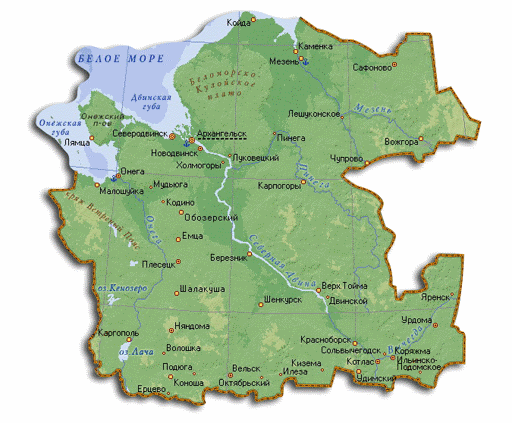 Койда
Каменка
Мезень
Сафоново
БЕЛОЕ МОРЕ
Беломорско-
Кулойское
плато
Двинская
губа
Онежский
п-ов
Онежская
губа
Лешуконское
Мезень
Лямца
Северодвинск
Архангельск
Пинега
Вожгора
Новодвинск
Луковецкий
Холмогоры
Чупрово
Онега
Малошуйка
Мудьюга
Карпогоры
Пинега
Кодино
кряж Ветреный Пояс
Обозерский
Онега
Емца
Северная Двина
Березник
Плесецк
оз Кенозеро
Шалакуша
Верх Тойма
Двинской
Яренск
Шенкурск
Няндома
Урдома
Каргополь
Красноборск
Вычегда
оз. Лача
Волошка
Сольвычегодск
Коряжма
Котлас
Ильинско-
Подомское
Подюга
Вельск
Кизема
Коноша
Октябрьский
Илеза
Удимский
Ерцево